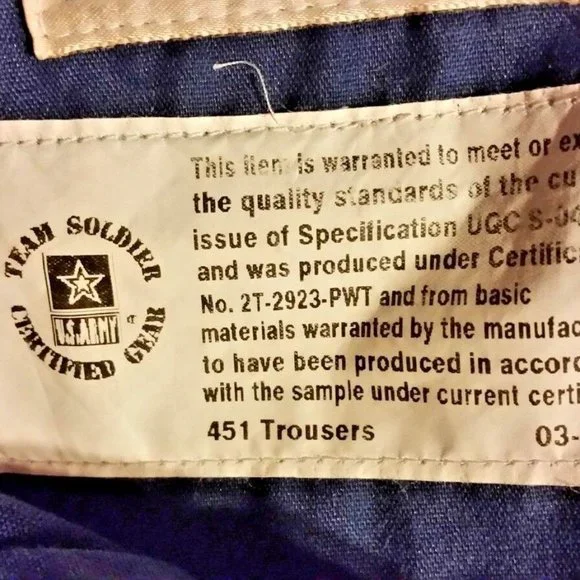 TEAM SOLDIER
U.S.ARMY
CERTIFIED GEAR
This item is warranted to meet or ex
the quality standards of the cu
issue of Specification UGC S-
and was produced under Certific
No. 2T-2923-PWT and from basic
materials warranted by the manufac
to have been produced in accord
with the sample under current certi
451 Trousers 03-